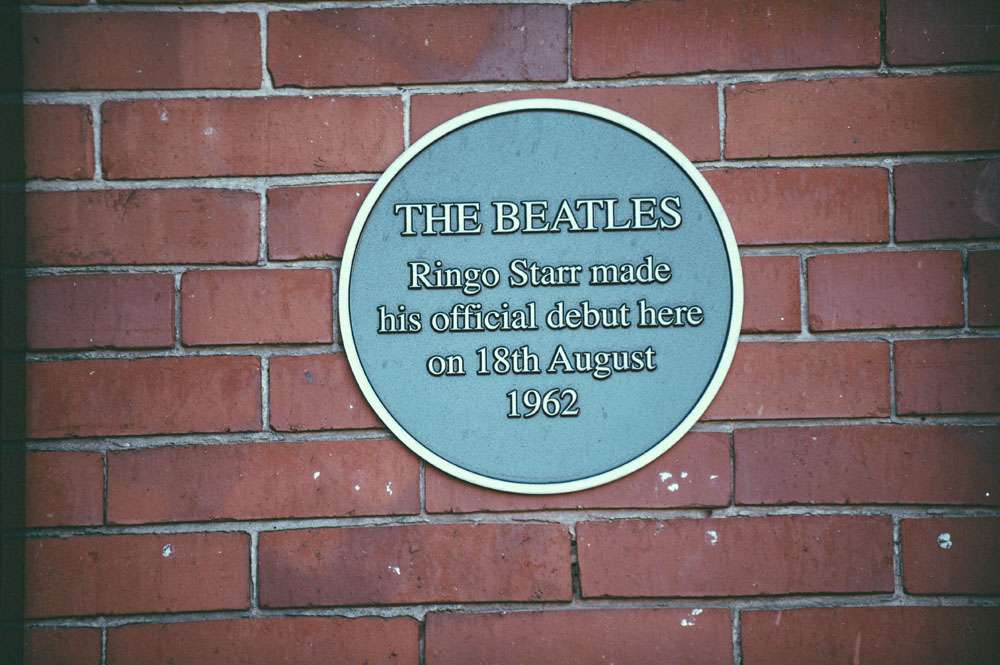 THE BEATLES
Ringo Starr made
his official debut here
on 18th August
1962